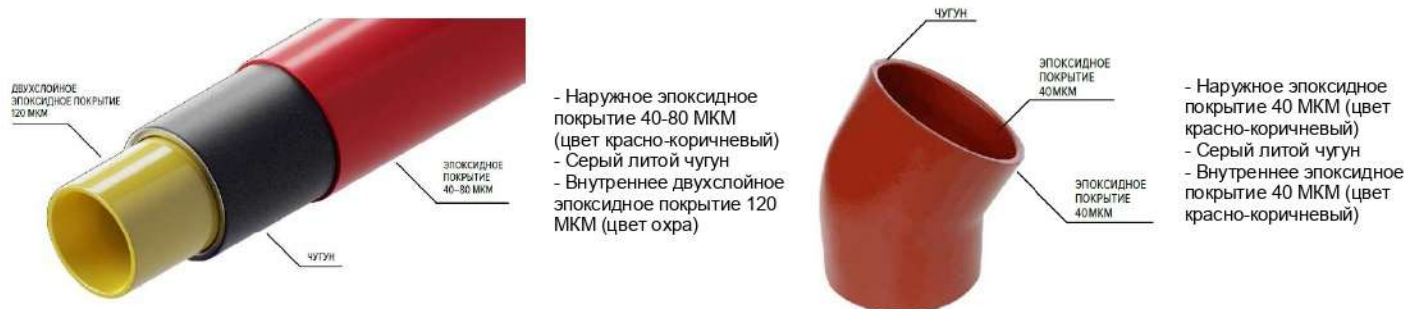 ДВУХСЛОЙНОЕ
ЭПОКСИДНОЕ ПОКРЫТИЕ
120 МКМ
ЭПОКСИДНОЕ
ПОКРЫТИЕ
40–80 МКМ
ЧУГУН
- Наружное эпоксидное
покрытие 40-80 МКМ
(цвет красно-коричневый)
- Серый литой чугун
- Внутреннее двухслойное
эпоксидное покрытие 120
МКМ (цвет охра)
ЧУГУН
ЭПОКСИДНОЕ
ПОКРЫТИЕ
40МКМ
ЭПОКСИДНОЕ
ПОКРЫТИЕ
40МКМ
- Наружное эпоксидное
покрытие 40 МКМ (цвет
красно-коричневый)
- Серый литой чугун
- Внутреннее эпоксидное
покрытие 40 МКМ (цвет
красно-коричневый)